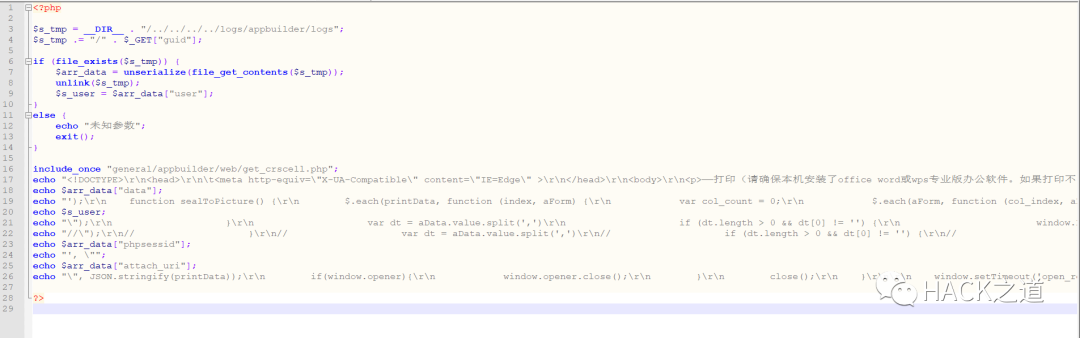 1 <?php
2
3 $s_tmp = __DIR__ . "/../../../../logs/appbuilder/logs";
4 $s_tmp .= "/" . $_GET["guid"];
5
6 if (file_exists($s_tmp)) {
7 $arr_data = unserialize(file_get_contents($s_tmp));
8 unlink($s_tmp);
9 $s_user = $arr_data["user"];
10 }
11 else {
12 echo "未知参数";
13 exit();
14 }
15
16 include_once "general/appbuilder/web/get_crscell.php";
17 echo "<!DOCTYPE>\r\n<head>\r\n\t<meta http-equiv=\"X-UA-Compatible\" content=\"IE=Edge\" >\r\n</head>\r\n<body>\r\n<p>——打印（请确保本机安装了office word或wps专业版办公软件。如果打印不
18 echo $arr_data["data"];
19 echo "');\r\n function sealToPicture() {\r\n $.each(printData, function (index, aForm) {\r\n var col_count = 0;\r\n $.each(aForm, function (col_index, a
20 echo $s_user;
21 echo "\");\r\n }\r\n var dt = aData.value.split(',')\r\n if (dt.length > 0 && dt[0] != '') {\r\n window.
22 echo "//\");\r\n// }\r\n// var dt = aData.value.split(',')\r\n// if (dt.length > 0 && dt[0] != '') {\r\n//
23 echo $arr_data["phpsessid"];
24 echo "', \"";
25 echo $arr_data["attach_uri"];
26 echo "\", JSON.stringify(printData));\r\n if(window.opener){\r\n window.opener.close();\r\n }\r\n close();\r\n }\r\n window.setTimeout('open_r
27
28 ?>
29
HACK之道